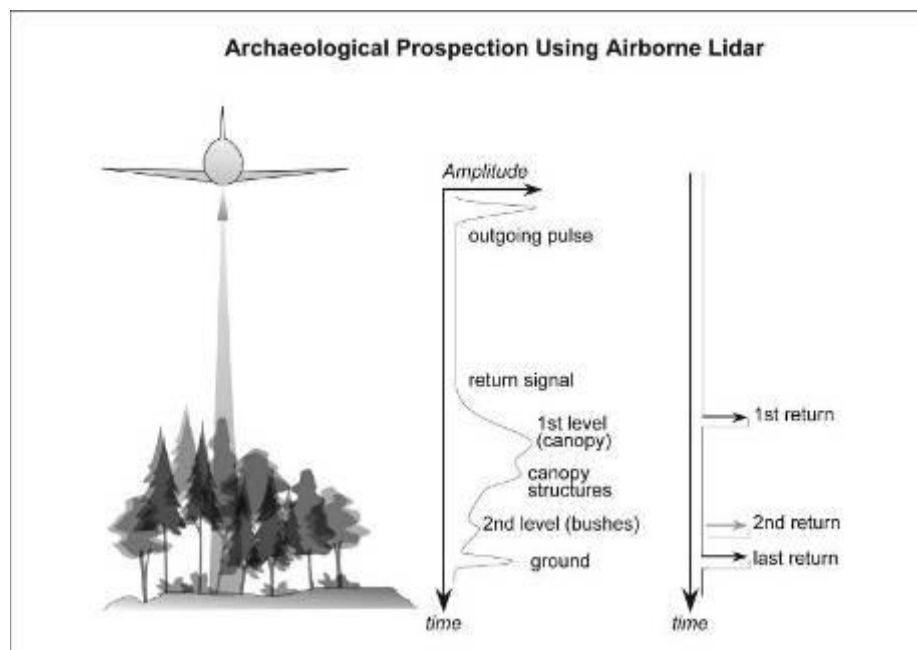 Archaeological Prospection Using Airborne Lidar
Amplitude
outgoing pulse
return signal
1st level
(canopy)
canopy
structures
2nd level (bushes)
ground
time
1st return
2nd return
last return
time